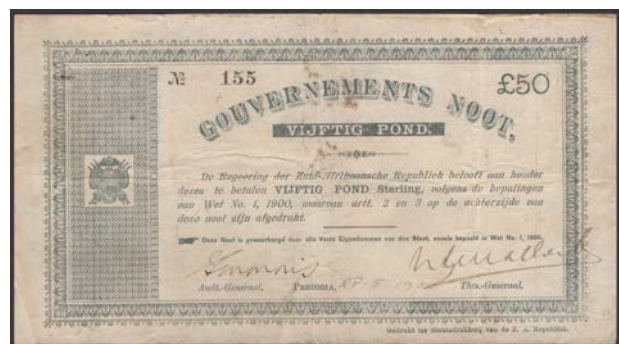 № 155 £50
GOUVERNEMENTS NOOT,
VIJFTIG POND.
De Regeering der Zuid-Afrikaansche Republiek belooft aan houder
dezes te betalen VIJFTIG POND Sterling, volgens de bepalingen
van Wet No. 1, 1900, waarvan artt. 2 en 3 op de achterzijde van
deze noot zijn afgedrukt.
Deze Noot is gewaarborgd door alle Vaste Eigendommen van den Staat, zooals bepaald in Wet No. 1, 1900.
Audt.-Generaal. PRETORIA, Thes.-Generaal.
Gedrukt ter Staatsdrukkerij van de Z. A. Republiek.